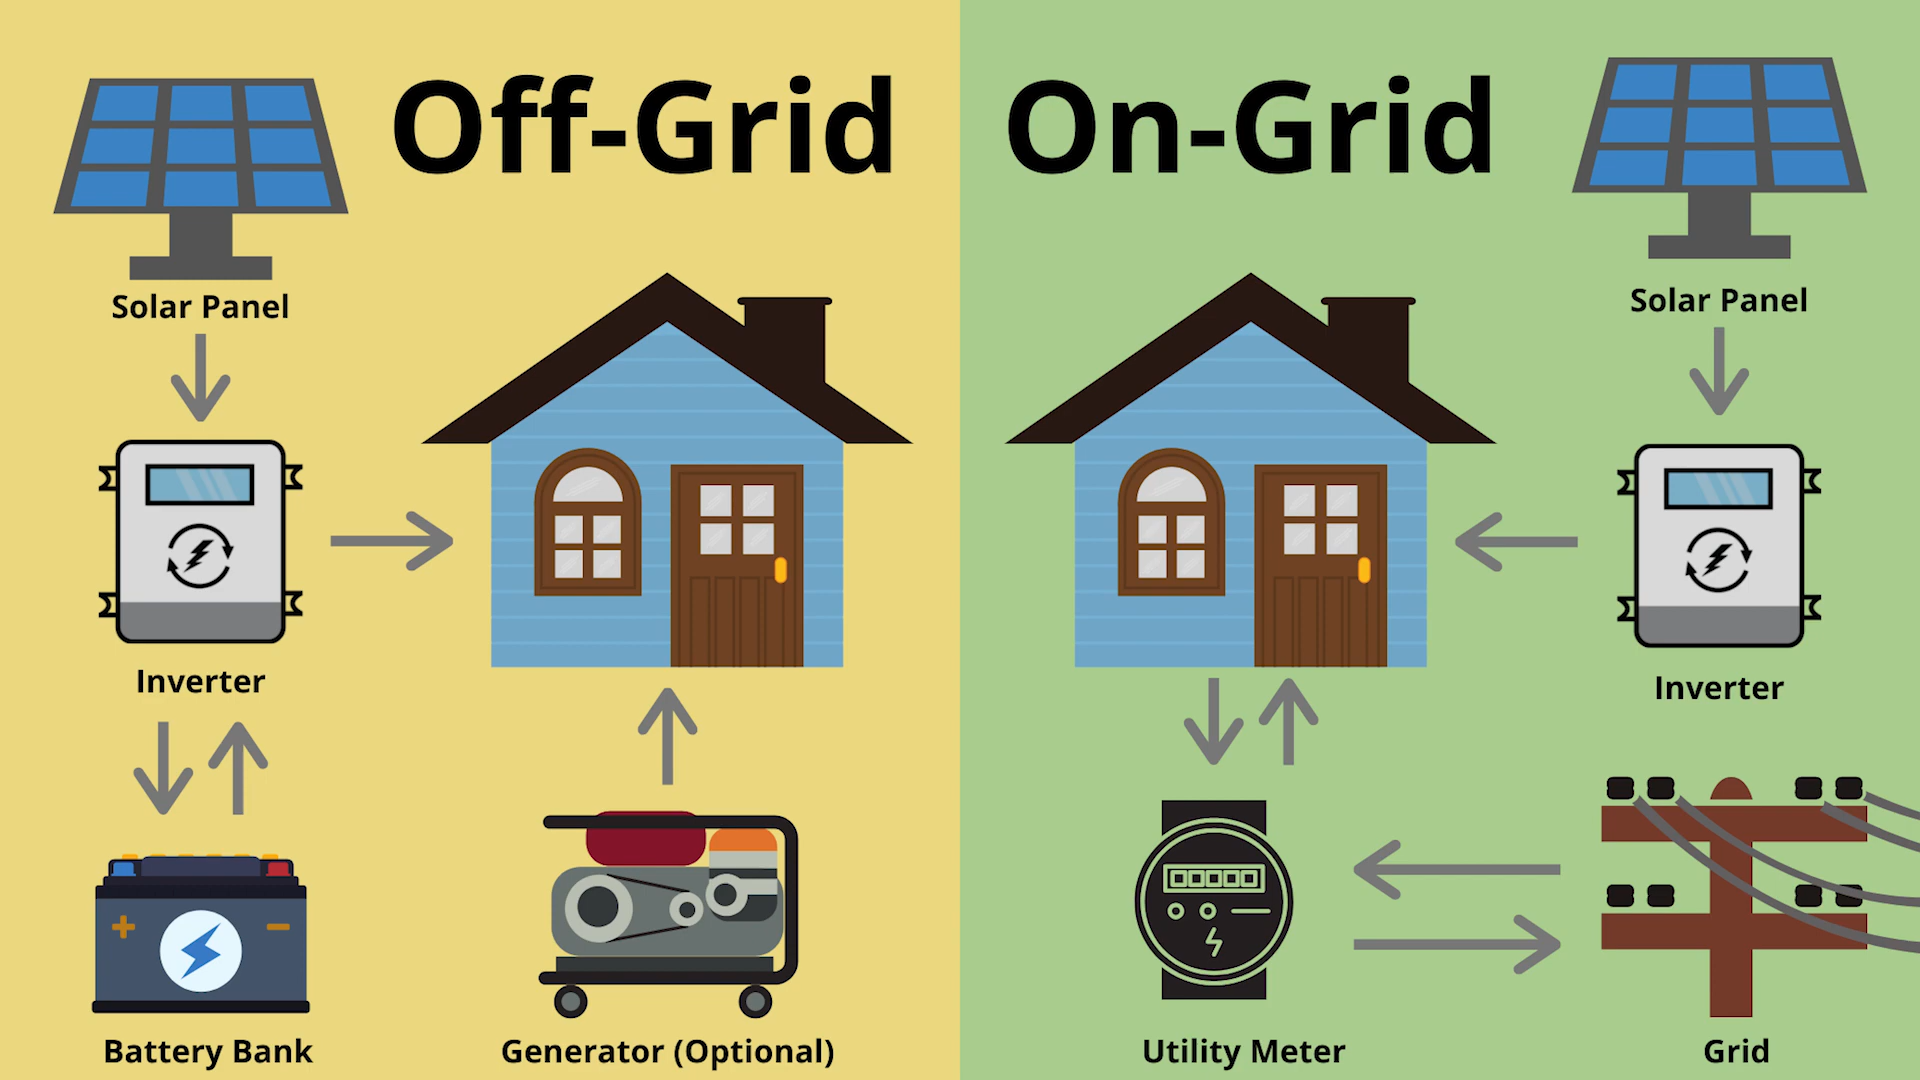 Off-Grid
Solar Panel
Inverter
Battery Bank
Generator (Optional)
On-Grid
Solar Panel
Inverter
Utility Meter
Grid